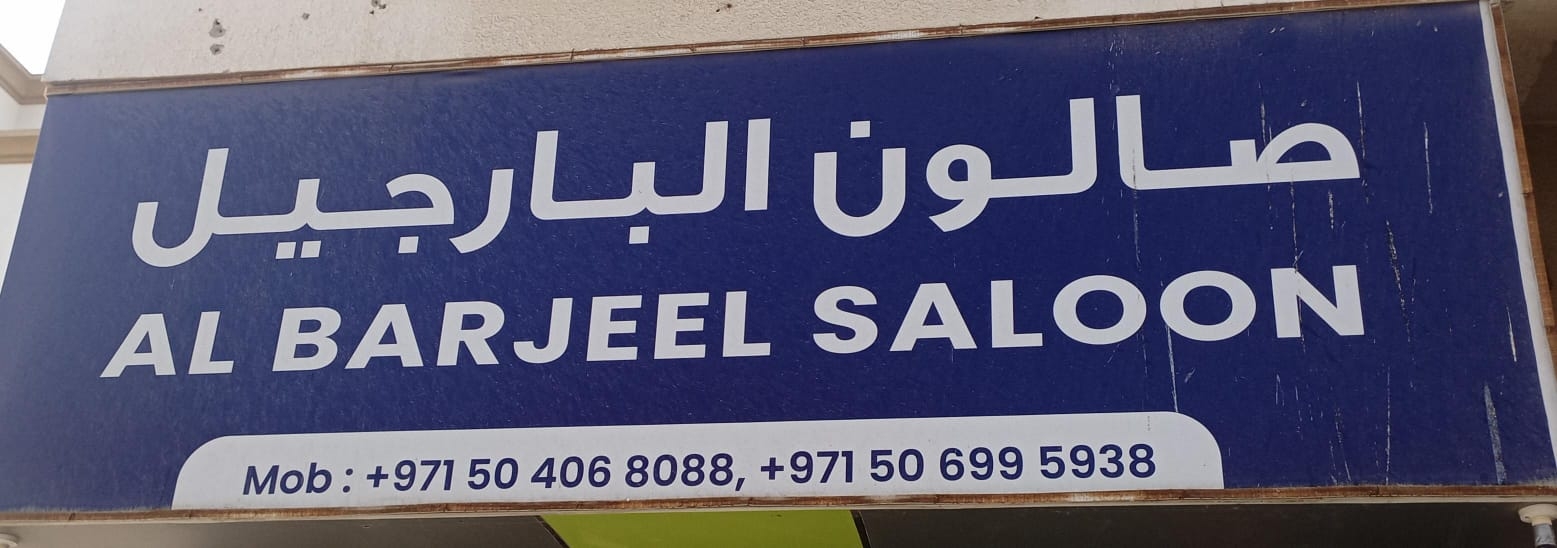 صالون البارجيل
AL BARJEEL SALOON
Mob : +971 50 406 8088, +971 50 699 5938